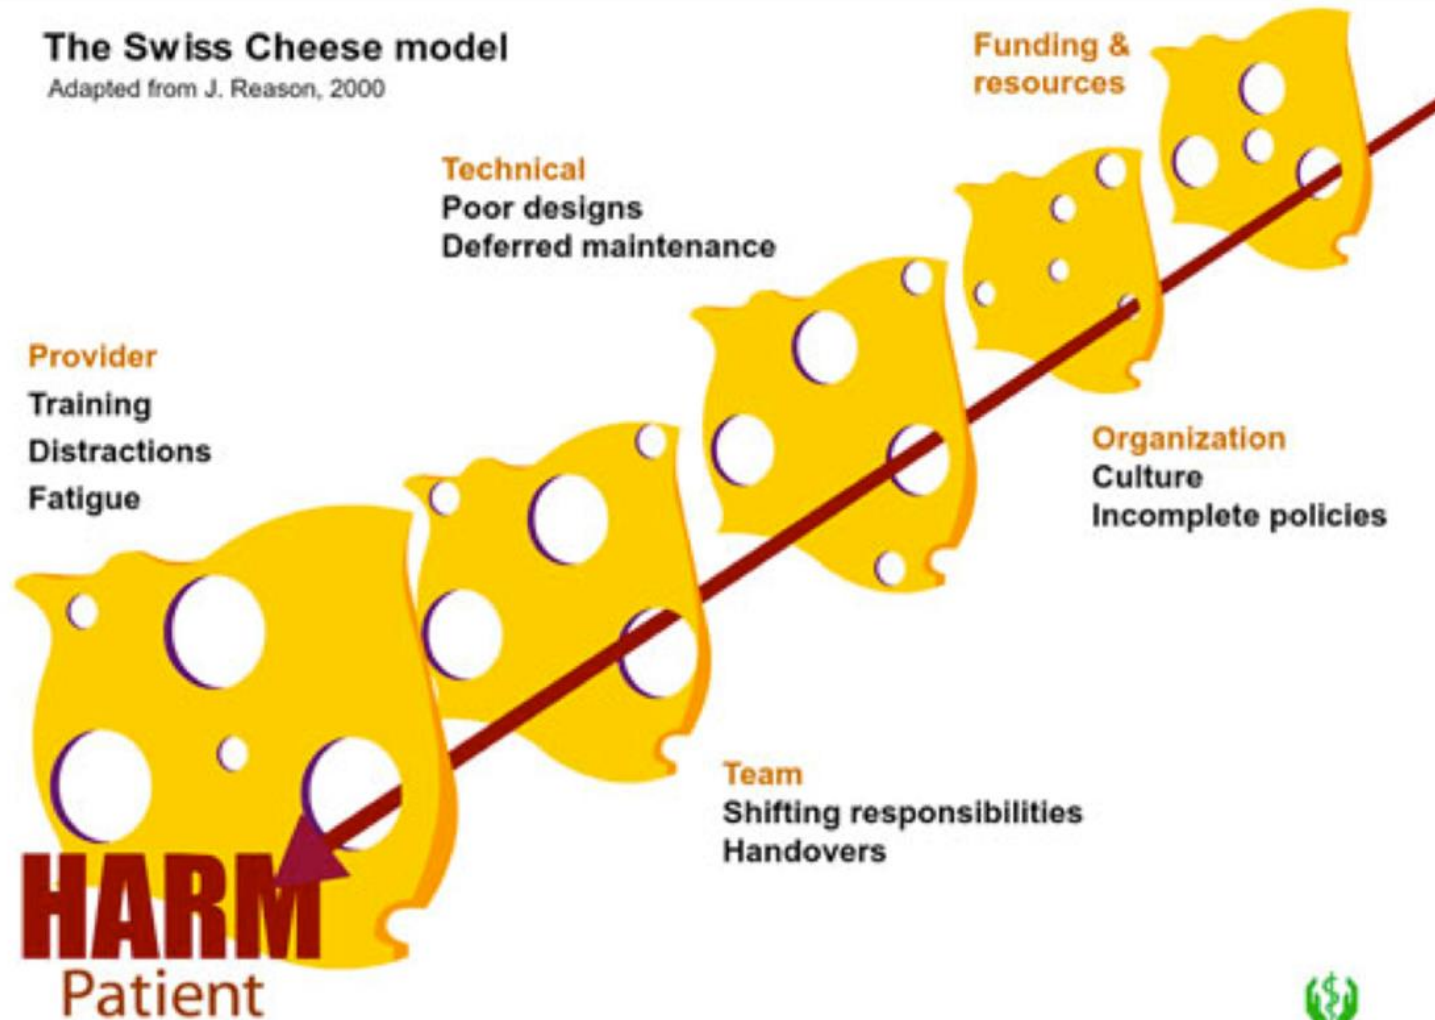 The Swiss Cheese model
Adapted from J. Reason, 2000
Funding &
resources
Technical
Poor designs
Deferred maintenance
Provider
Training
Distractions
Fatigue
Organization
Culture
Incomplete policies
Team
Shifting responsibilities
Handovers
HARM
Patient